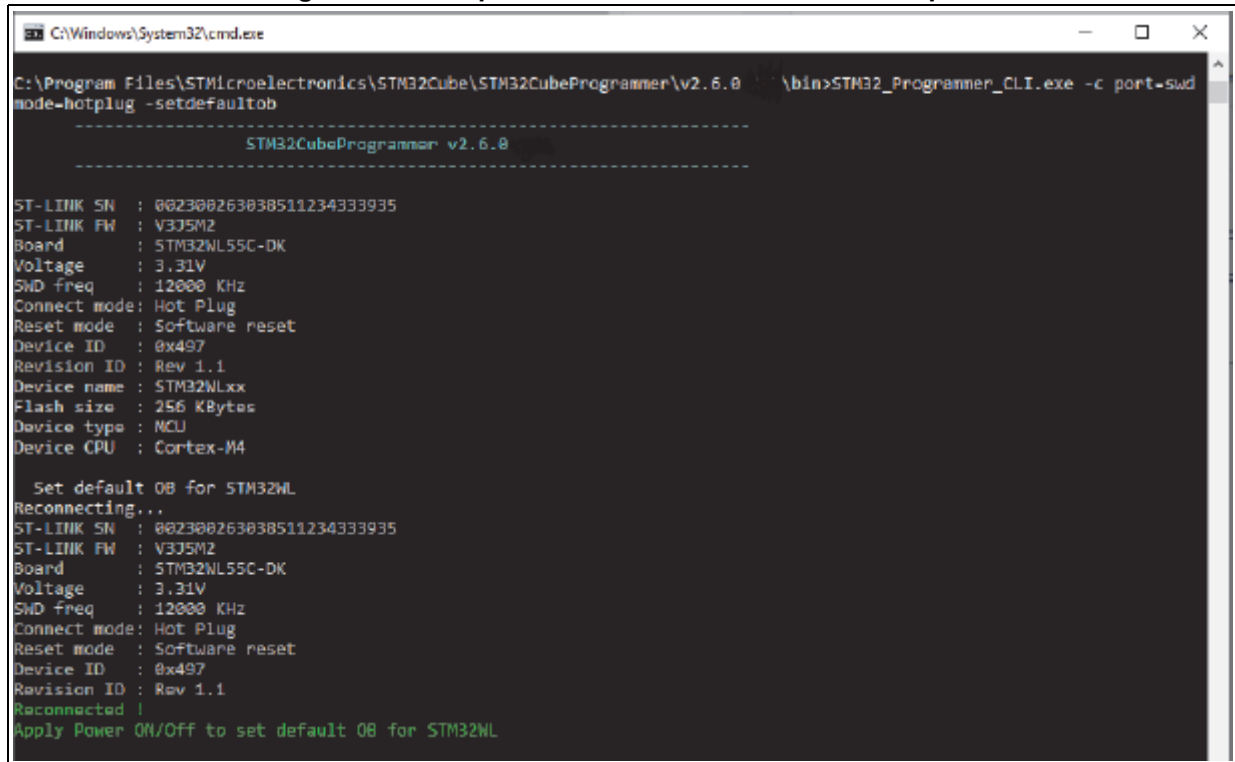 C:\Windows\System32\cmd.exe
C:\Program Files\STMicroelectronics\STM32Cube\STM32CubeProgrammer\v2.6.0 \bin>STM32_Programmer_CLI.exe -c port=swd
mode=hotplug -setdefaultob
-------------------------------------------------------------------
STM32CubeProgrammer v2.6.0
-------------------------------------------------------------------
ST-LINK SN : 002300263038511234333935
ST-LINK FW : V3J5M2
Board : STM32WL55C-DK
Voltage : 3.31V
SWD freq : 12000 KHz
Connect mode: Hot Plug
Reset mode : Software reset
Device ID : 0x497
Revision ID : Rev 1.1
Device name : STM32WLxx
Flash size : 256 KBytes
Device type : MCU
Device CPU : Cortex-M4
Set default OB for STM32WL
Reconnecting...
ST-LINK SN : 002300263038511234333935
ST-LINK FW : V3J5M2
Board : STM32WL55C-DK
Voltage : 3.31V
SWD freq : 12000 KHz
Connect mode: Hot Plug
Reset mode : Software reset
Device ID : 0x497
Revision ID : Rev 1.1
Reconnected !
Apply Power ON/Off to set default OB for STM32WL